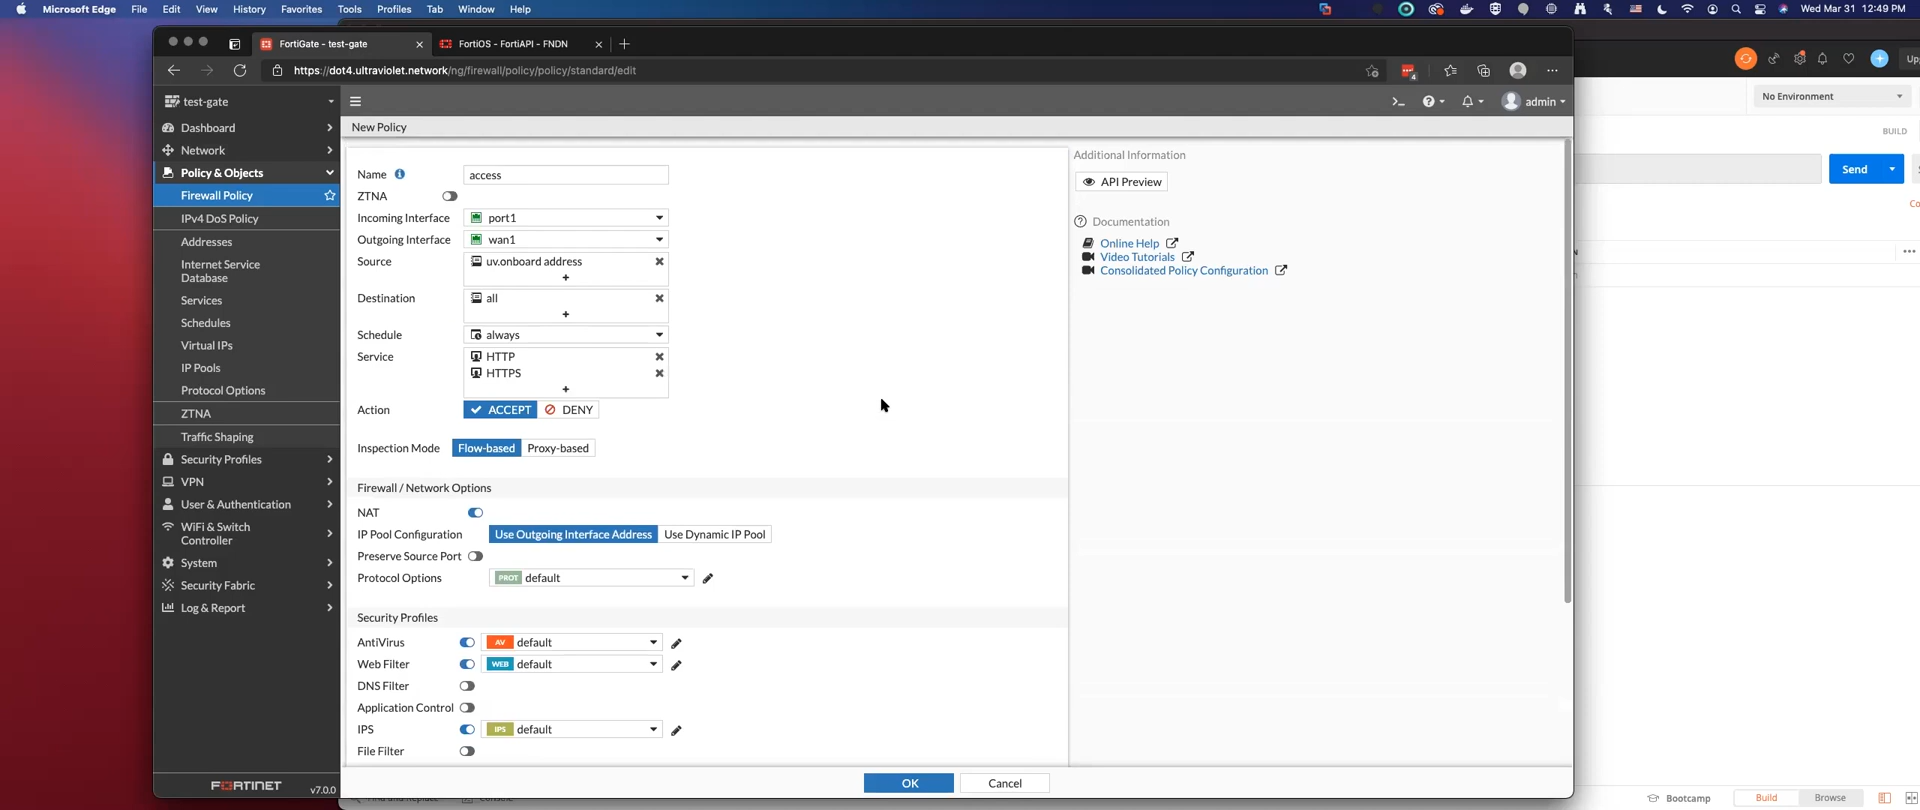 Microsoft Edge File Edit View History Favorites Tools Profiles Tab Window Help Wed Mar 31 12:49 PM
FortiGate - test-gate FortiOS - FortiAPI - FNDN
https://dot4.ultraviolet.network/ng/firewall/policy/policy/standard/edit
test-gate
Dashboard
Network
Policy & Objects
Firewall Policy
IPv4 DoS Policy
Addresses
Internet Service
Database
Services
Schedules
Virtual IPs
IP Pools
Protocol Options
ZTNA
Traffic Shaping
Security Profiles
VPN
User & Authentication
WiFi & Switch
Controller
System
Security Fabric
Log & Report
FORTINET v7.0.0
admin
New Policy
Name access
ZTNA
Incoming Interface port1
Outgoing Interface wan1
Source uv.onboard address
+
Destination all
+
Schedule always
Service HTTP
HTTPS
+
Action ACCEPT DENY
Inspection Mode Flow-based Proxy-based
Firewall / Network Options
NAT
IP Pool Configuration Use Outgoing Interface Address Use Dynamic IP Pool
Preserve Source Port
Protocol Options PROT default
Security Profiles
AntiVirus AV default
Web Filter WEB default
DNS Filter
Application Control
IPS IPS default
File Filter
OK Cancel
Additional Information
API Preview
Documentation
Online Help
Video Tutorials
Consolidated Policy Configuration
Up
No Environment
BUILD
Send
Co
Bootcamp Build Browse